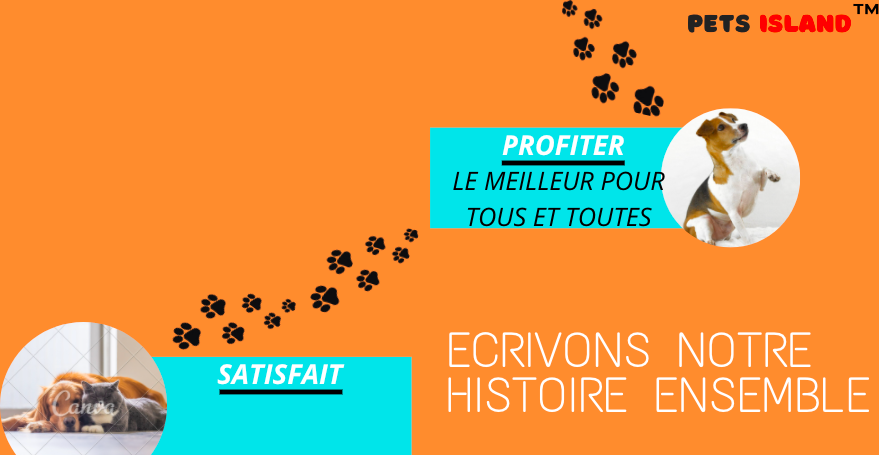 PETS ISLAND™
PROFITER
LE MEILLEUR POUR
TOUS ET TOUTES
SATISFAIT
Canva
ECRIVONS NOTRE
HISTOIRE ENSEMBLE